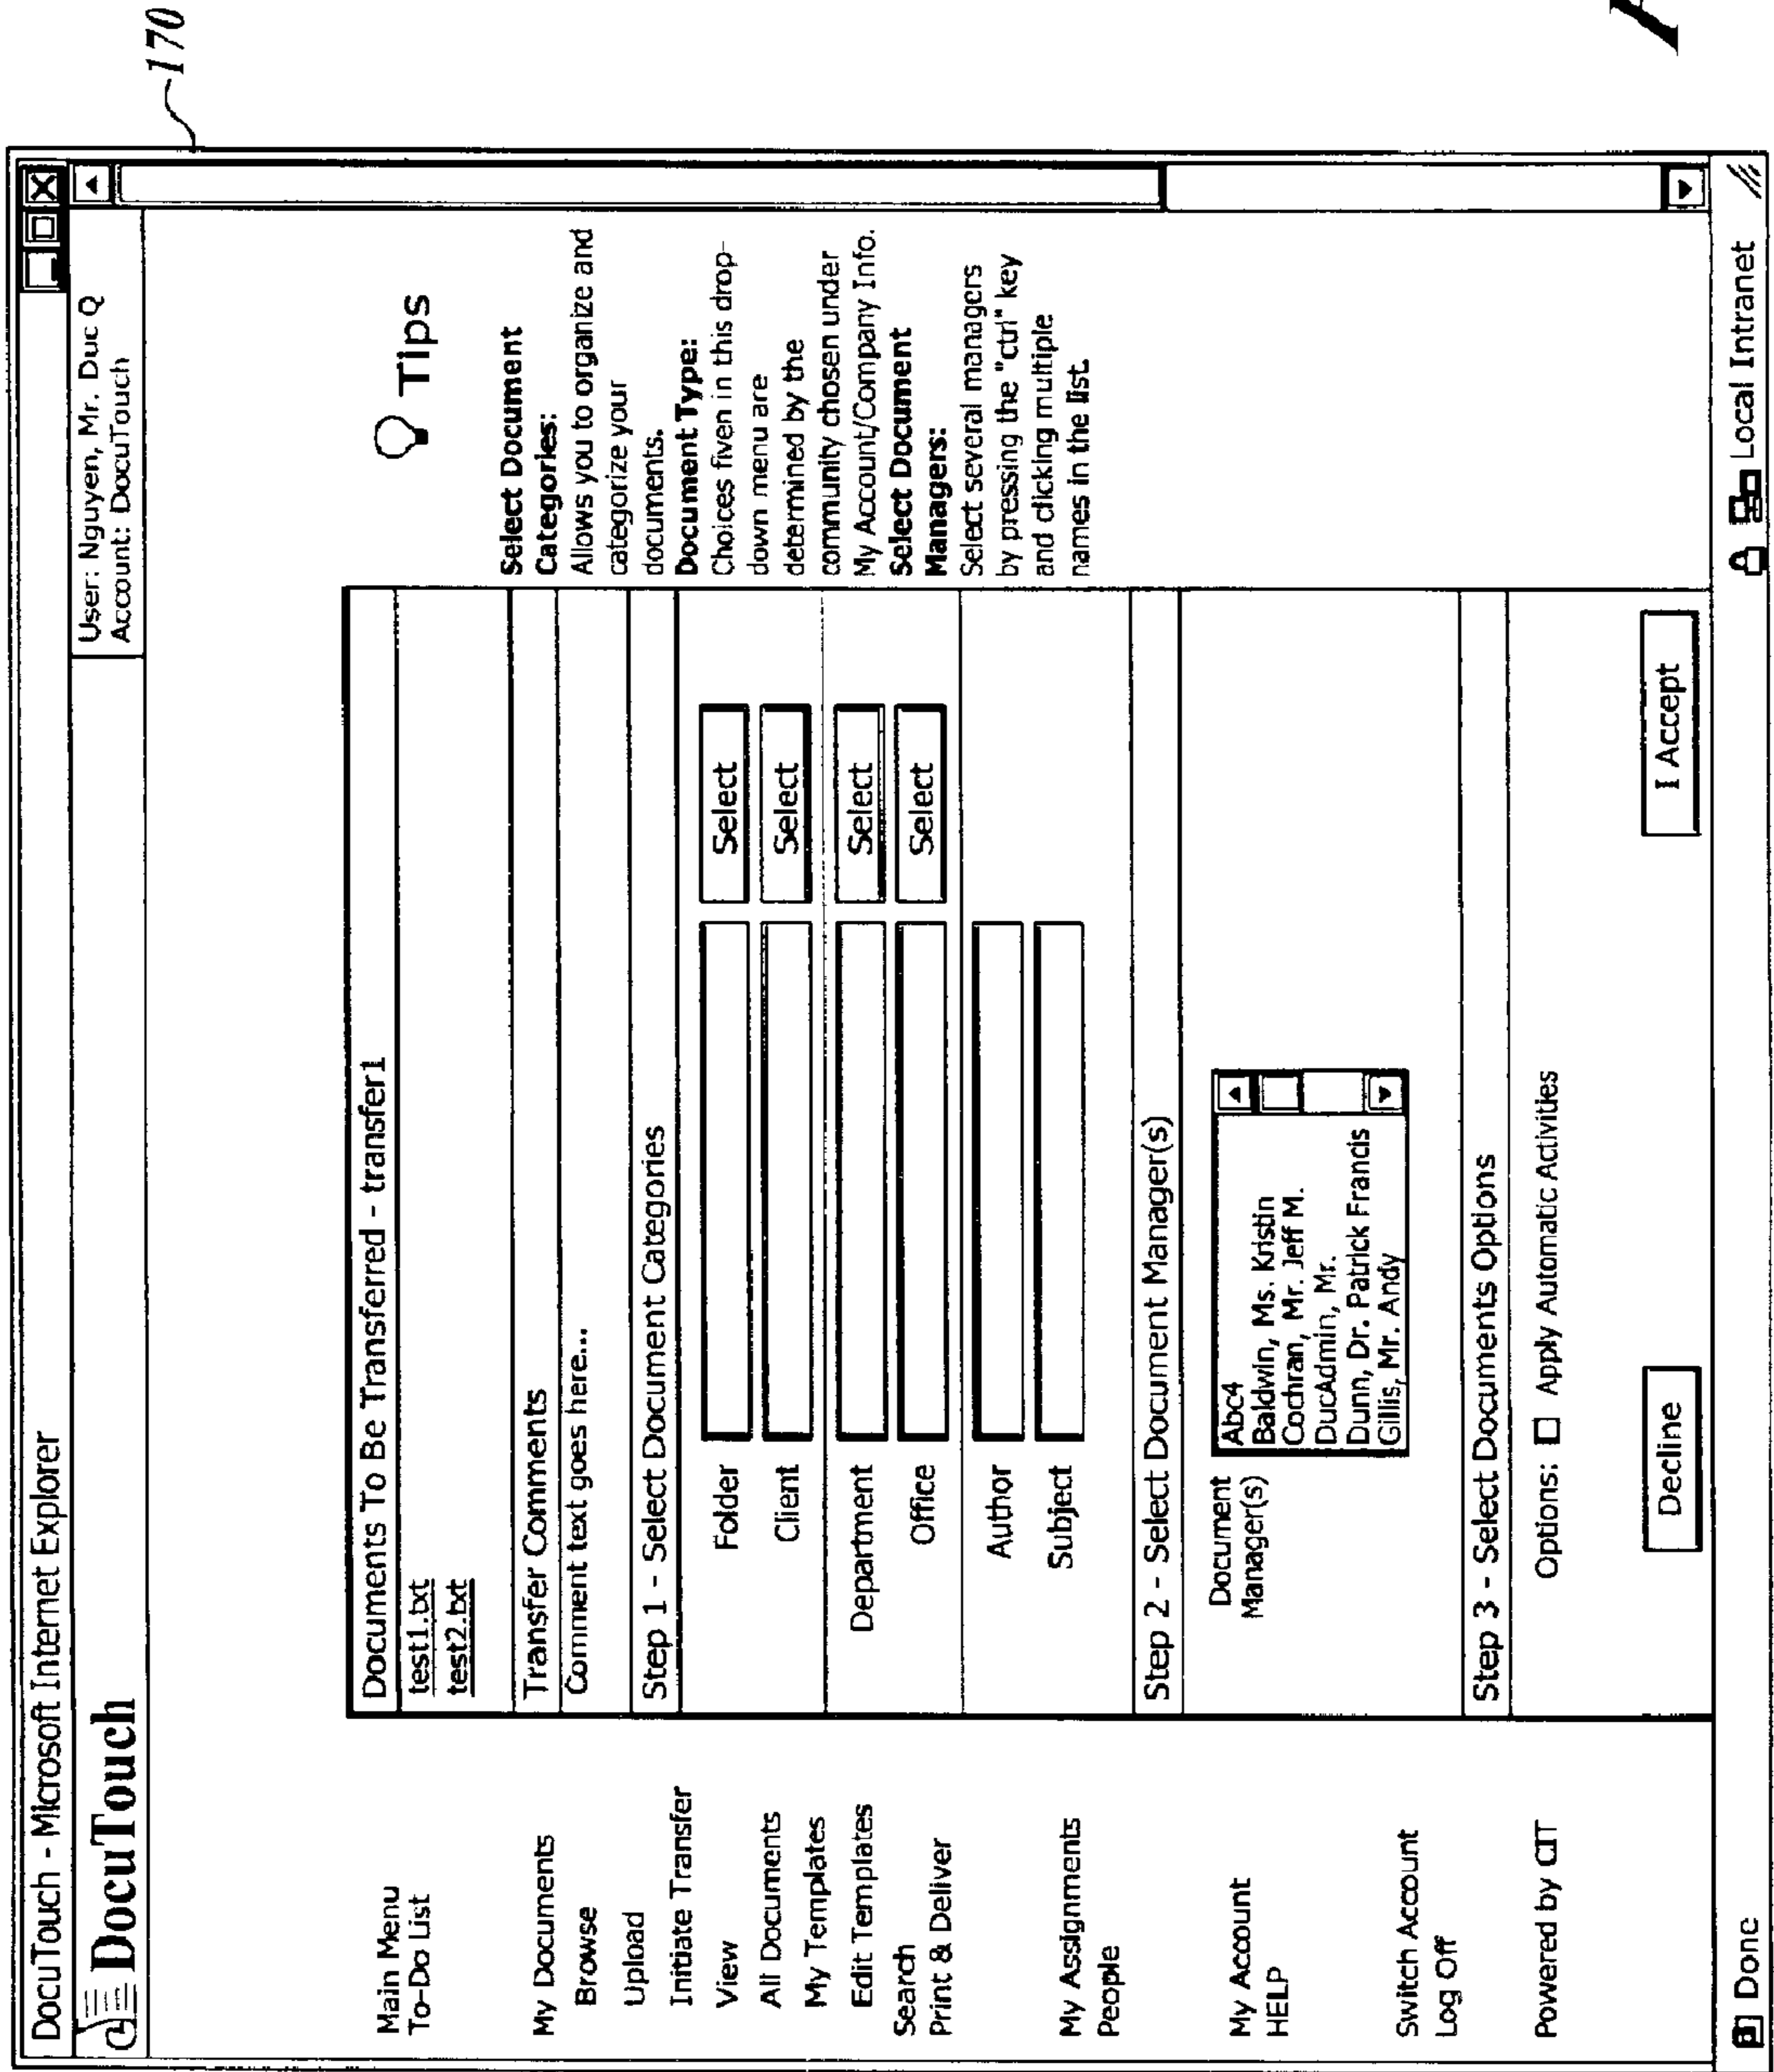 170
DocuTouch - Microsoft Internet Explorer
DocuTouch
User: Nguyen, Mr. Duc Q
Account: DocuTouch
Main Menu
To-Do List
My Documents
Browse
Upload
Initiate Transfer
View
All Documents
My Templates
Edit Templates
Search
Print & Deliver
My Assignments
People
My Account
HELP
Switch Account
Log Off
Powered by CIT
Documents To Be Transferred - transfer1
test1.txt
test2.txt
Transfer Comments
Comment text goes here...
Step 1 - Select Document Categories
Folder Select
Client Select
Department Select
Office Select
Author
Subject
Step 2 - Select Document Manager(s)
Document
Manager(s)
Abc4
Baldwin, Ms. Kristin
Cochran, Mr. Jeff M.
DucAdmin, Mr.
Dunn, Dr. Patrick Francis
Gillis, Mr. Andy
Step 3 - Select Documents Options
Options: Apply Automatic Activities
Decline I Accept
Tips
Select Document
Categories:
Allows you to organize and
categorize your
documents.
Document Type:
Choices fiven in this drop-
down menu are
determined by the
community chosen under
My Account/Company Info.
Select Document
Managers:
Select several managers
by pressing the "ctrl" key
and clicking multiple
names in the list.
Done Local Intranet